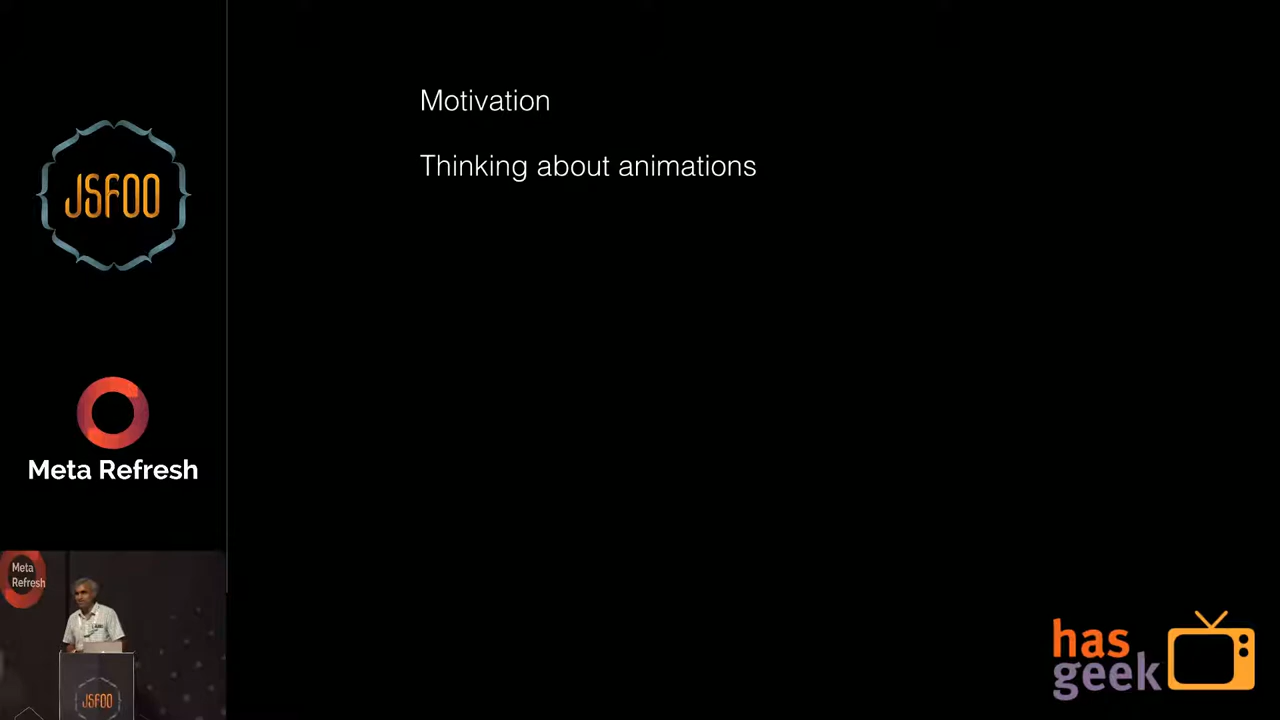 Motivation
Thinking about animations
JSFOO
Meta Refresh
Meta
Refresh
JSFOO
has
geek